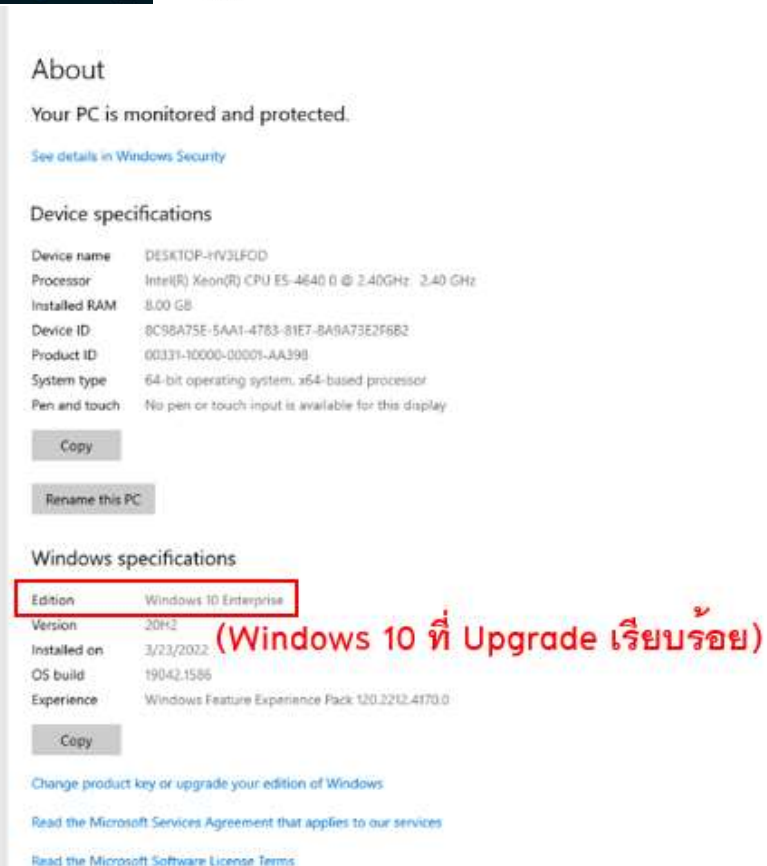 About
Your PC is monitored and protected.
See details in Windows Security
Device specifications
Device name DESKTOP-HV3LFOD
Processor Intel(R) Xeon(R) CPU E5-4640 0 @ 2.40GHz 2.40 GHz
Installed RAM 8.00 GB
Device ID 8C98A75E-5AA1-4783-81E7-8A9A73E2F6B2
Product ID 00331-10000-00001-AA398
System type 64-bit operating system, x64-based processor
Pen and touch No pen or touch input is available for this display
Copy
Rename this PC
Windows specifications
Edition Windows 10 Enterprise
Version 20H2
(Windows 10 ที่ Upgrade เรียบร้อย)
Installed on 3/23/2022
OS build 19042.1586
Experience Windows Feature Experience Pack 120.2212.4170.0
Copy
Change product key or upgrade your edition of Windows
Read the Microsoft Services Agreement that applies to our services
Read the Microsoft Software License Terms